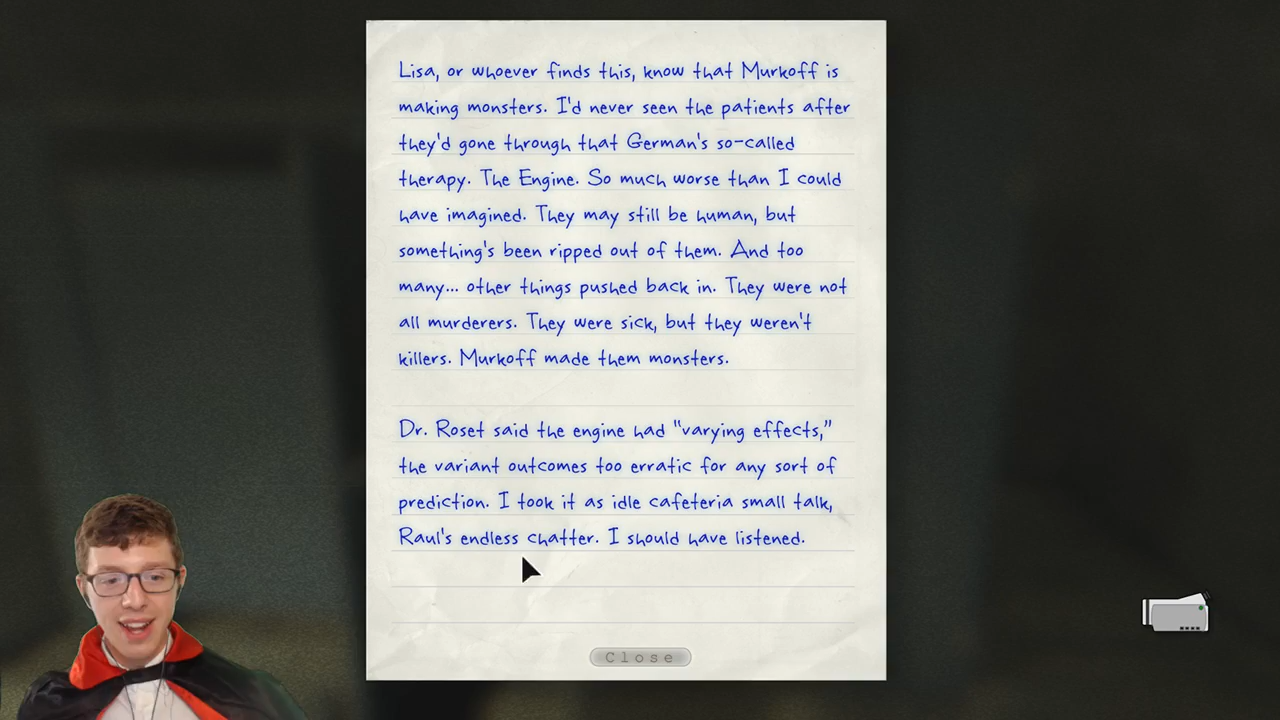 Lisa, or whoever finds this, know that Murkoff is
making monsters. I'd never seen the patients after
they'd gone through that German's so-called
therapy. The Engine. So much worse than I could
have imagined. They may still be human, but
something's been ripped out of them. And too
many... other things pushed back in. They were not
all murderers. They were sick, but they weren't
killers. Murkoff made them monsters.
Dr. Roset said the engine had "varying effects,"
the variant outcomes too erratic for any sort of
prediction. I took it as idle cafeteria small talk,
Raul's endless chatter. I should have listened.
Close